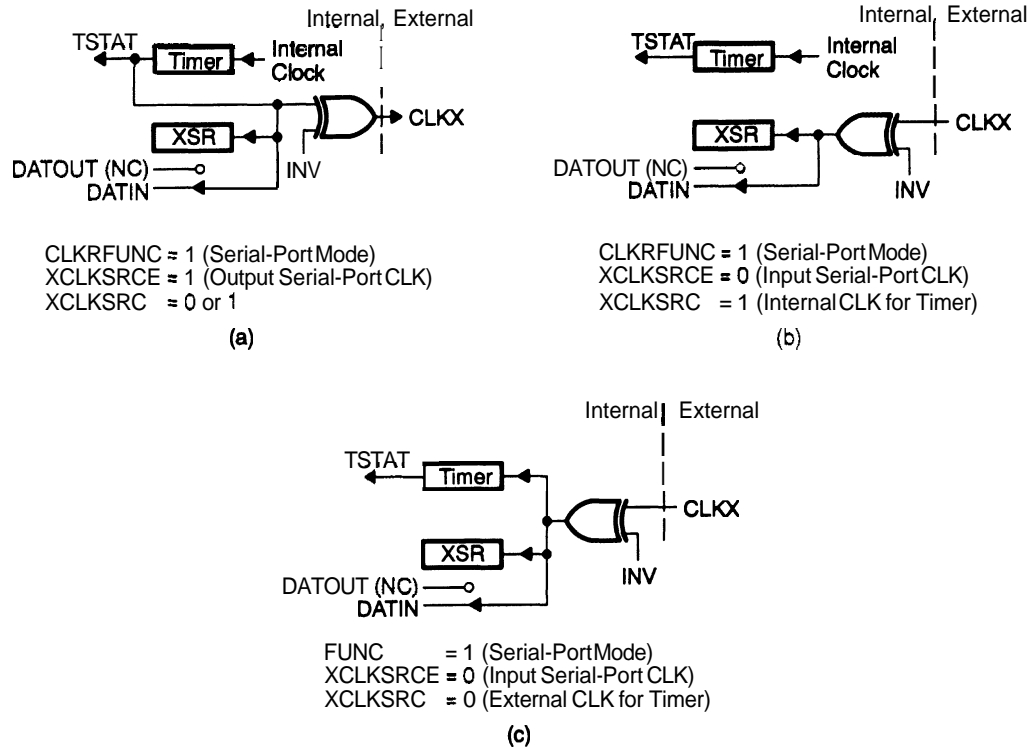 Internal External
TSTAT
Timer
Internal
Clock
XSR
CLKX
INV
DATOUT (NC)
DATIN
CLKRFUNC = 1 (Serial-Port Mode)
XCLKSRCE = 1 (Output Serial-Port CLK)
XCLKSRC = 0 or 1
(a)
Internal External
TSTAT
Timer
Internal
Clock
XSR
CLKX
DATOUT (NC)
INV
DATIN
CLKRFUNC = 1 (Serial-Port Mode)
XCLKSRCE = 0 (Input Serial-Port CLK)
XCLKSRC = 1 (Internal CLK for Timer)
(b)
Internal External
TSTAT
Timer
CLKX
XSR
INV
DATOUT (NC)
DATIN
FUNC = 1 (Serial-Port Mode)
XCLKSRCE = 0 (Input Serial-Port CLK)
XCLKSRC = 0 (External CLK for Timer)
(c)